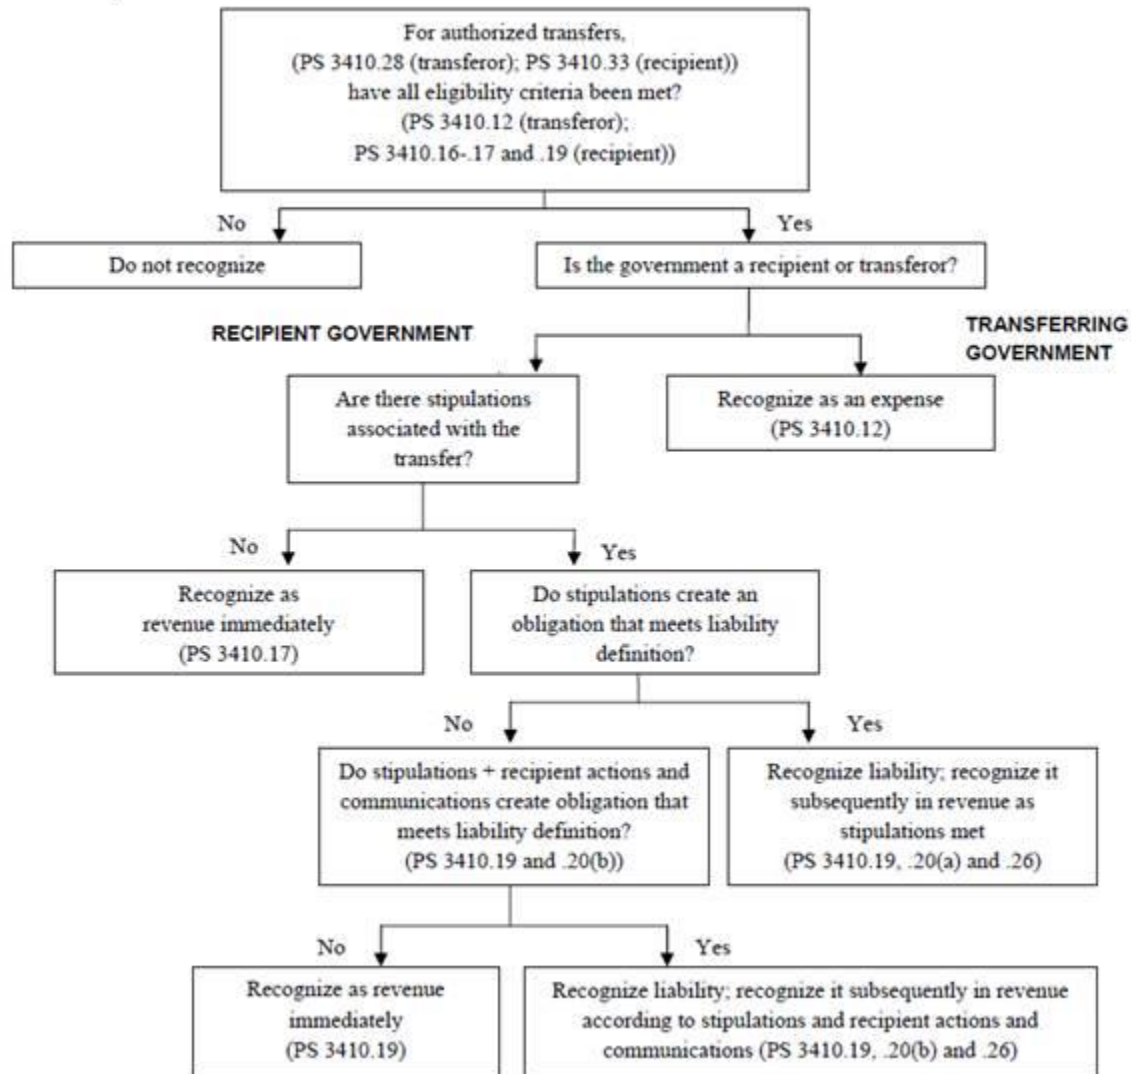 For authorized transfers,
(PS 3410.28 (transferor); PS 3410.33 (recipient))
have all eligibility criteria been met?
(PS 3410.12 (transferor);
PS 3410.16-.17 and .19 (recipient))
No
Yes
Do not recognize
Is the government a recipient or transferor?
RECIPIENT GOVERNMENT
TRANSFERRING
GOVERNMENT
Are there stipulations
associated with the
transfer?
Recognize as an expense
(PS 3410.12)
No
Yes
Recognize as
revenue immediately
(PS 3410.17)
Do stipulations create an
obligation that meets liability
definition?
No
Yes
Do stipulations + recipient actions and
communications create obligation that
meets liability definition?
(PS 3410.19 and .20(b))
Recognize liability; recognize it
subsequently in revenue as
stipulations met
(PS 3410.19, .20(a) and .26)
No
Yes
Recognize as revenue
immediately
(PS 3410.19)
Recognize liability; recognize it subsequently in revenue
according to stipulations and recipient actions and
communications (PS 3410.19, .20(b) and .26)